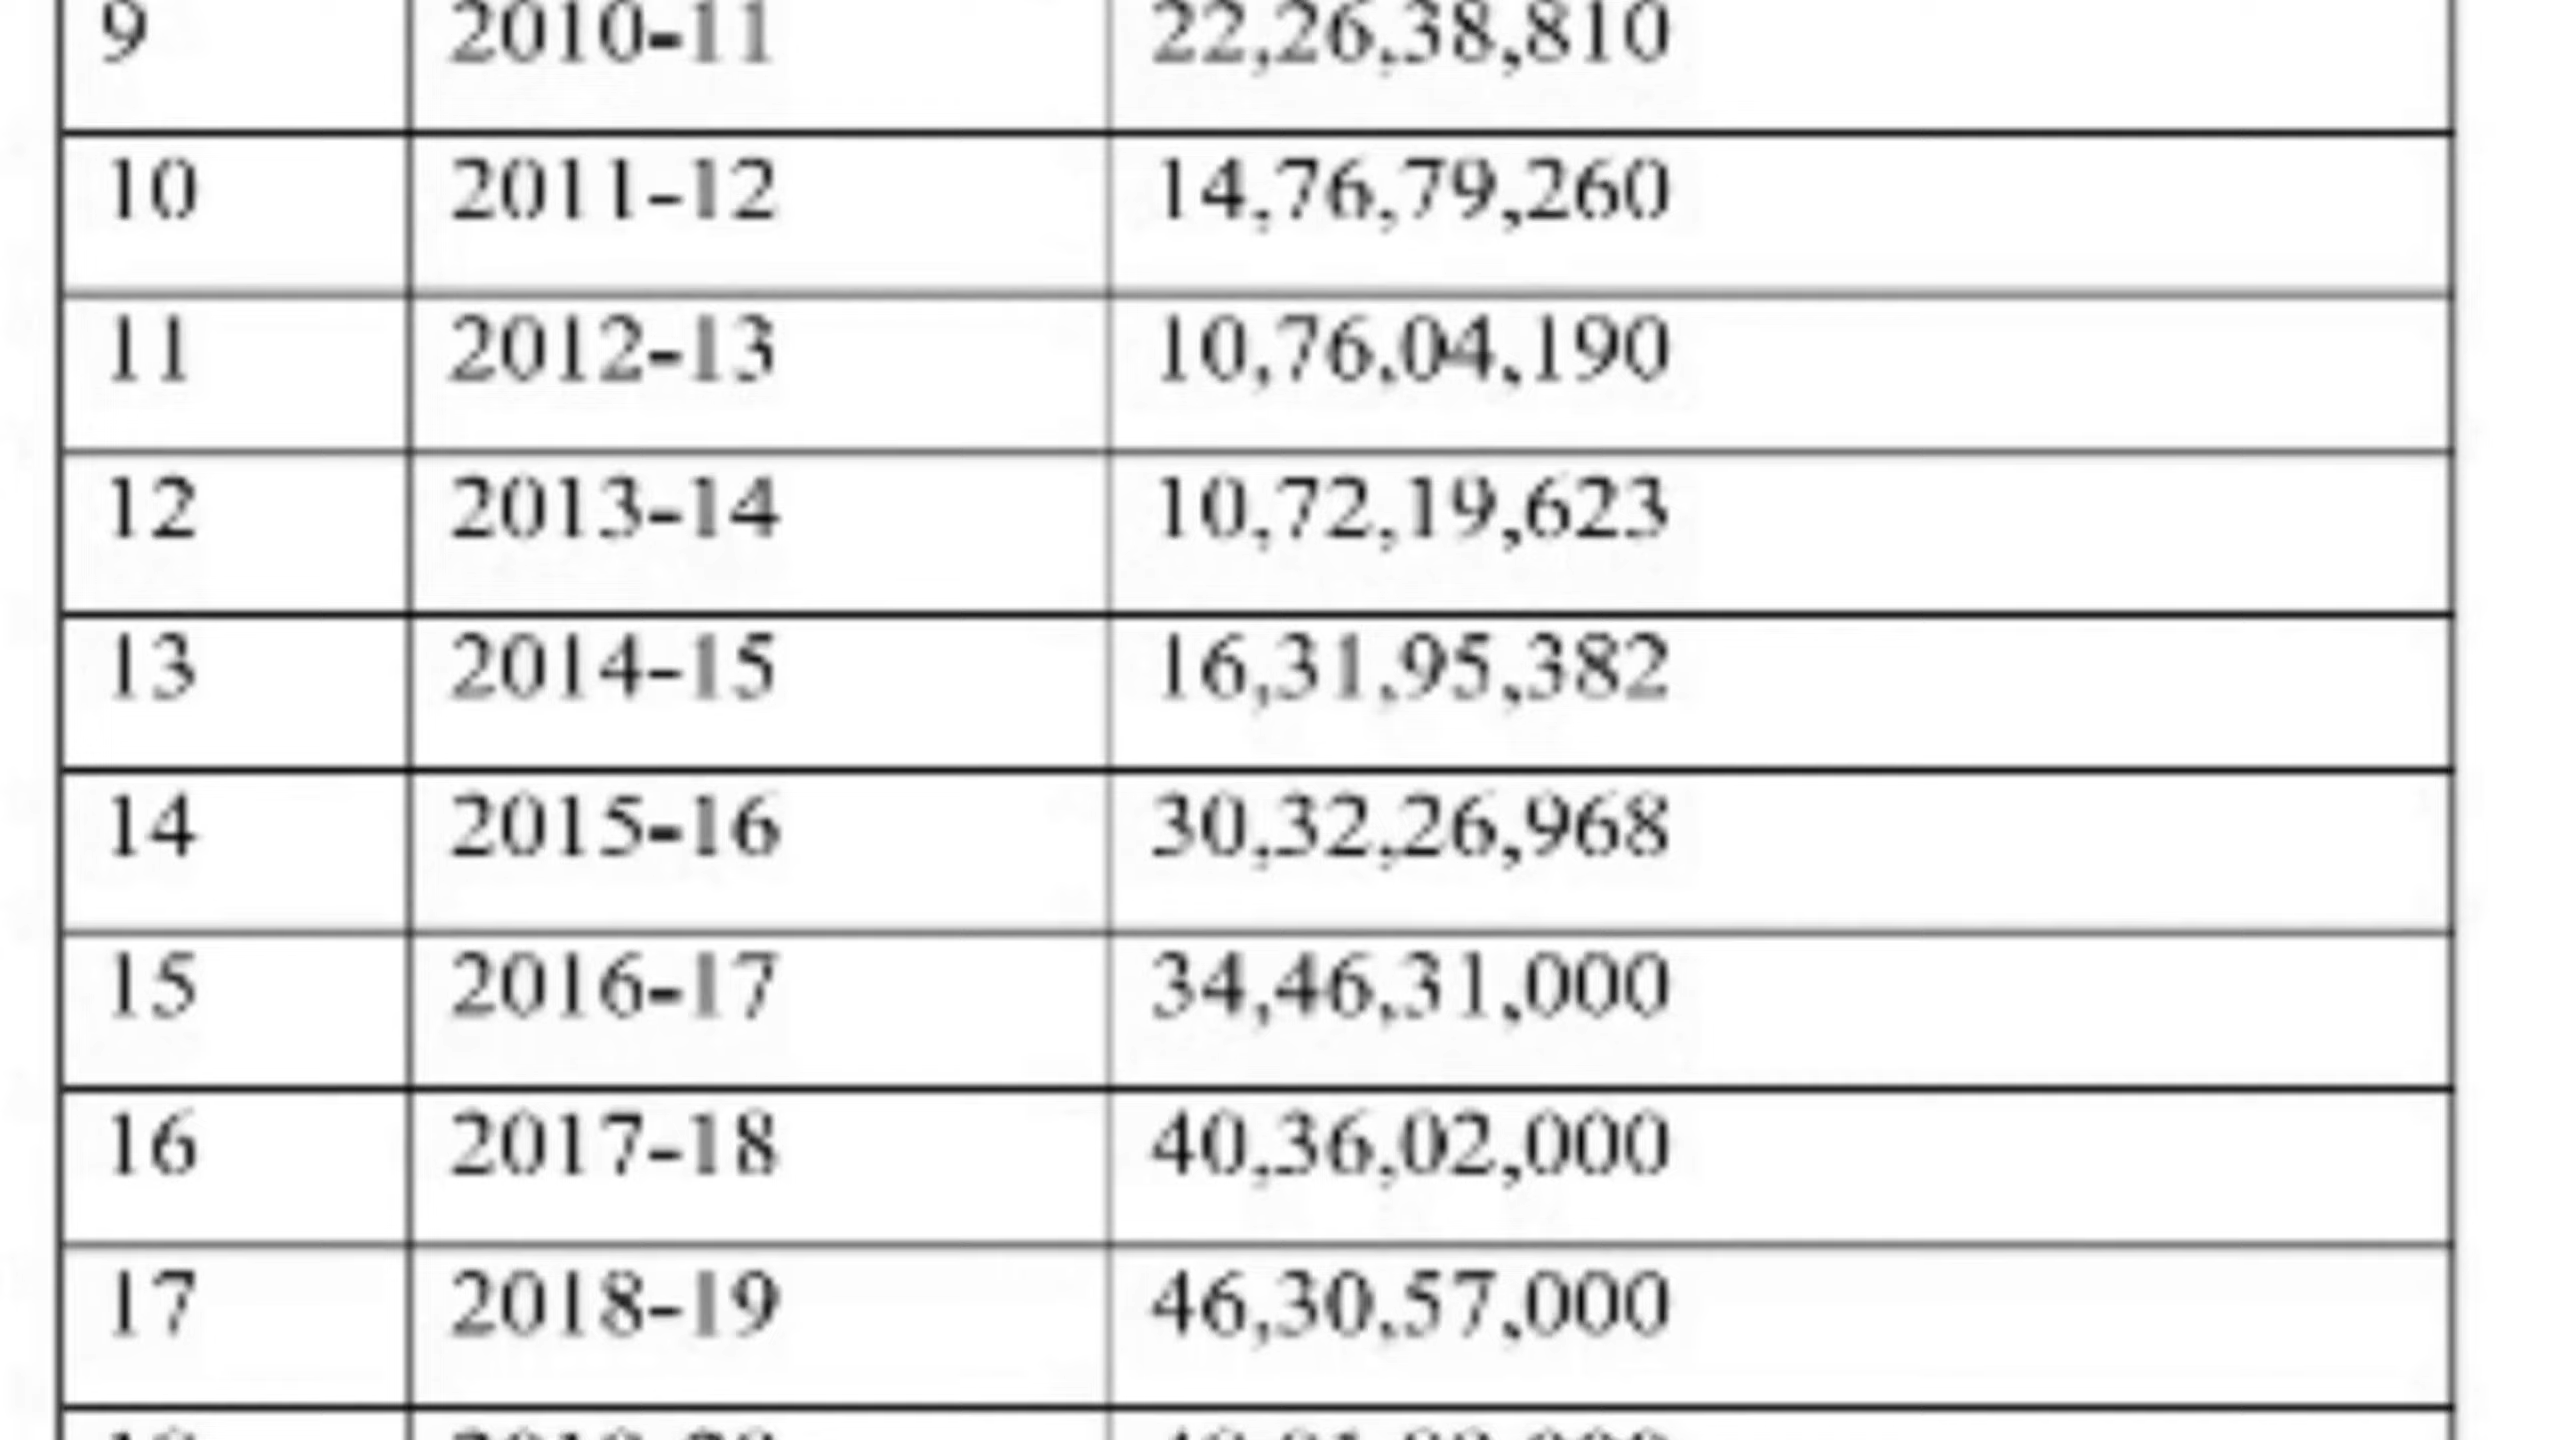 9 2010-11 22,26,38,810
10 2011-12 14,76,79,260
11 2012-13 10,76,04,190
12 2013-14 10,72,19,623
13 2014-15 16,31,95,382
14 2015-16 30,32,26,968
15 2016-17 34,46,31,000
16 2017-18 40,36,02,000
17 2018-19 46,30,57,000